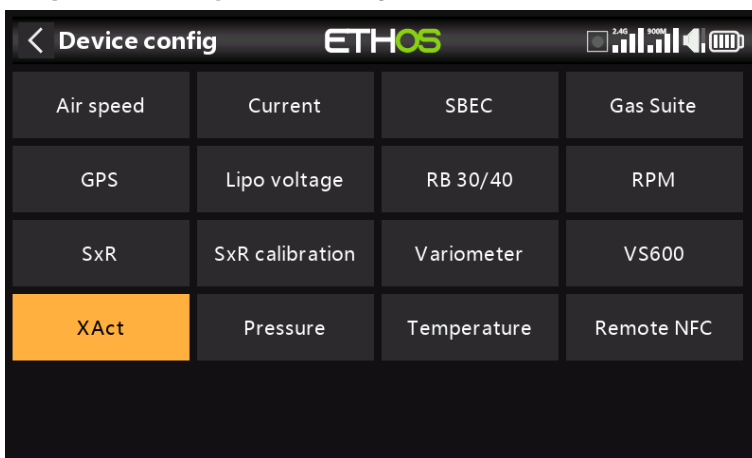 Device config ETHOS 2.4G 900M
Air speed Current SBEC Gas Suite
GPS Lipo voltage RB 30/40 RPM
SxR SxR calibration Variometer VS600
XAct Pressure Temperature Remote NFC